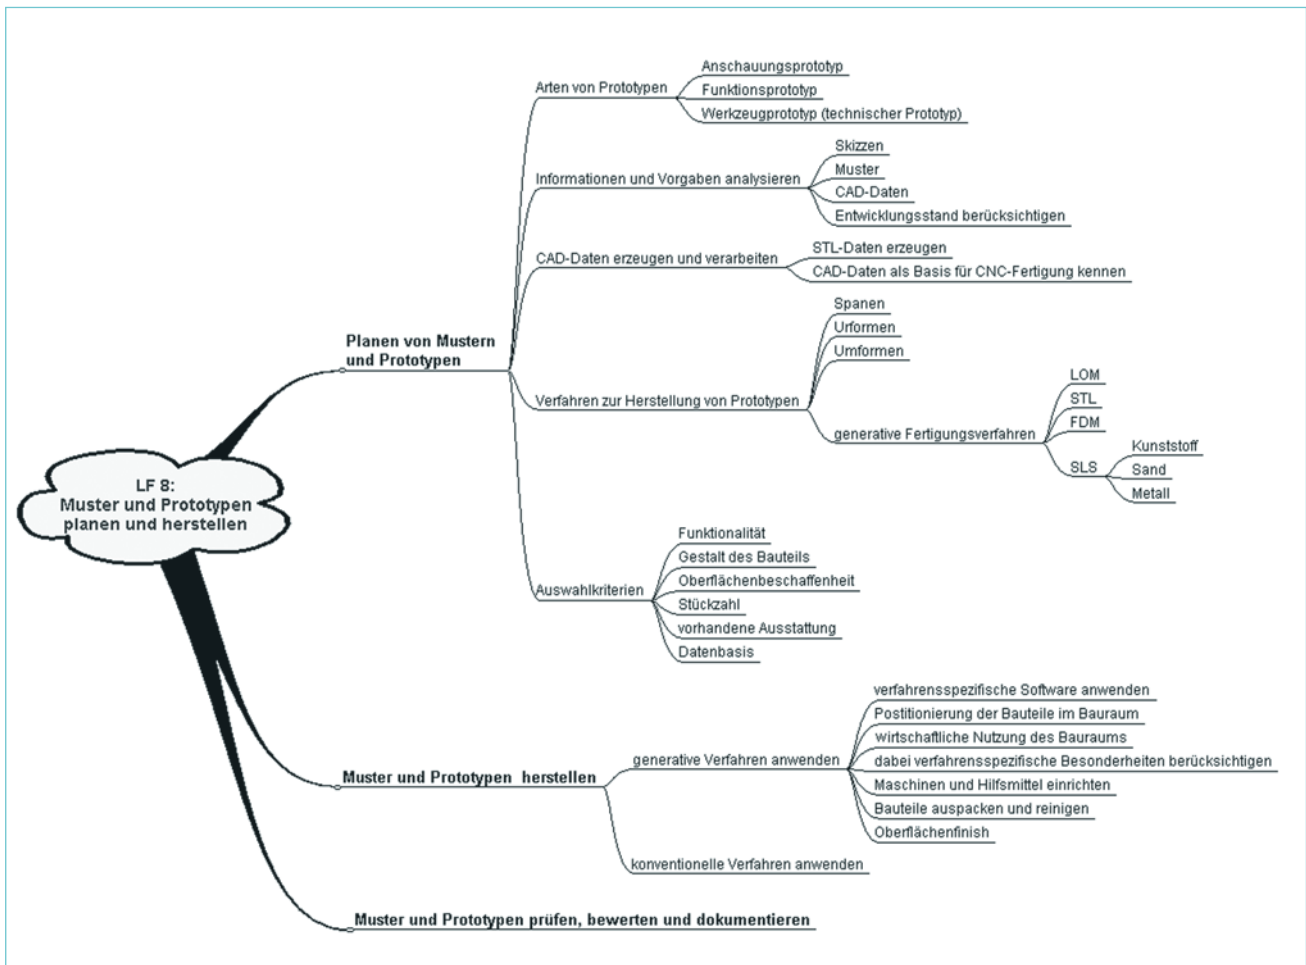 LF 8:
Muster und Prototypen
planen und herstellen
Planen von Mustern
und Prototypen
Arten von Prototypen
Anschauungsprototyp
Funktionsprototyp
Werkzeugprototyp (technischer Prototyp)
Informationen und Vorgaben analysieren
Skizzen
Muster
CAD-Daten
Entwicklungsstand berücksichtigen
CAD-Daten erzeugen und verarbeiten
STL-Daten erzeugen
CAD-Daten als Basis für CNC-Fertigung kennen
Verfahren zur Herstellung von Prototypen
Spanen
Urformen
Umformen
generative Fertigungsverfahren
LOM
STL
FDM
SLS
Kunststoff
Sand
Metall
Auswahlkriterien
Funktionalität
Gestalt des Bauteils
Oberflächenbeschaffenheit
Stückzahl
vorhandene Ausstattung
Datenbasis
Muster und Prototypen herstellen
generative Verfahren anwenden
verfahrensspezifische Software anwenden
Postitionierung der Bauteile im Bauraum
wirtschaftliche Nutzung des Bauraums
dabei verfahrensspezifische Besonderheiten berücksichtigen
Maschinen und Hilfsmittel einrichten
Bauteile auspacken und reinigen
Oberflächenfinish
konventionelle Verfahren anwenden
Muster und Prototypen prüfen, bewerten und dokumentieren